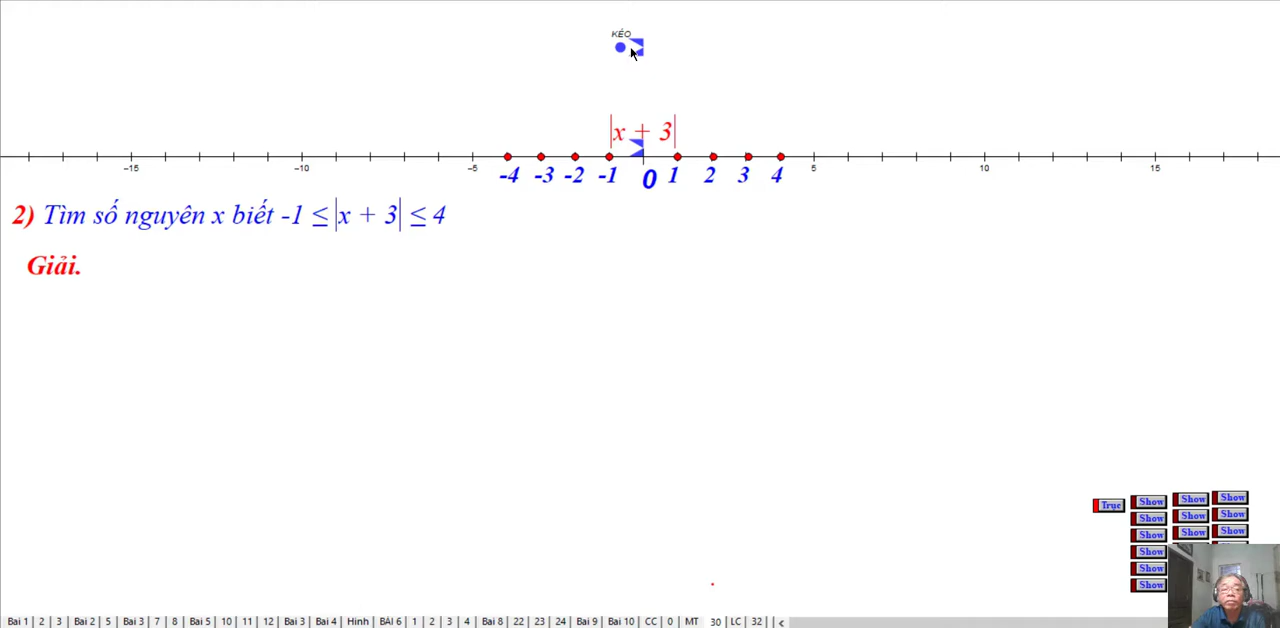 KÉO
|x + 3|
-15 -10 -5 5 10 15
-4 -3 -2 -1 0 1 2 3 4
2) Tìm số nguyên x biết -1 ≤ |x + 3| ≤ 4
Giải.
Trục Show Show Show
Show Show Show
Show Show Show
Show
Show
Show
Bai 1 | 2 | 3 | Bai 2 | 5 | Bai 3 | 7 | 8 | Bai 5 | 10 | 11 | 12 | Bai 3 | Bai 4 | Hinh | BÀI 6 | 1 | 2 | 3 | 4 | Bai 8 | 22 | 23 | 24 | Bai 9 | Bai 10 | CC | 0 | MT | 30 | LC | 32 |